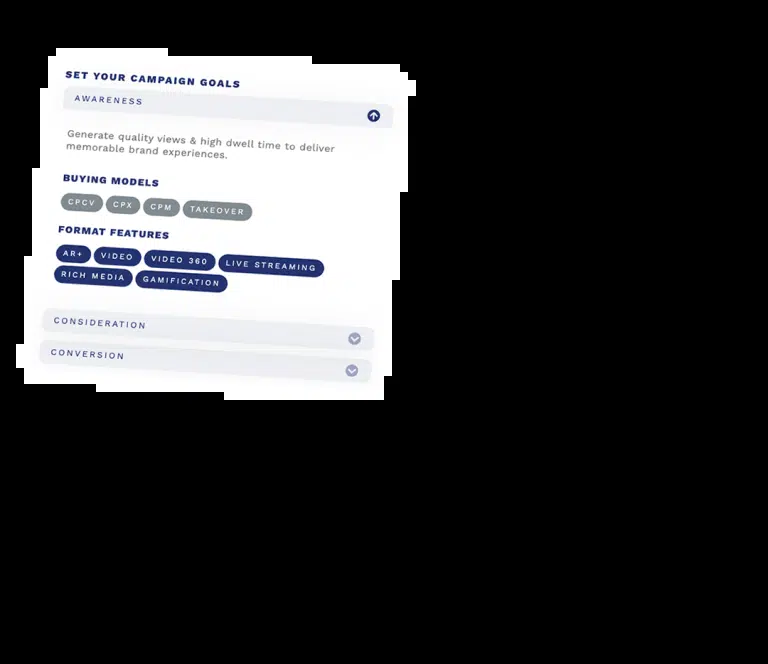 SET YOUR CAMPAIGN GOALS
AWARENESS
Generate quality views & high dwell time to deliver
memorable brand experiences.
BUYING MODELS
CPCV CPX CPM TAKEOVER
FORMAT FEATURES
AR+ VIDEO VIDEO 360 LIVE STREAMING
RICH MEDIA GAMIFICATION
CONSIDERATION
CONVERSION